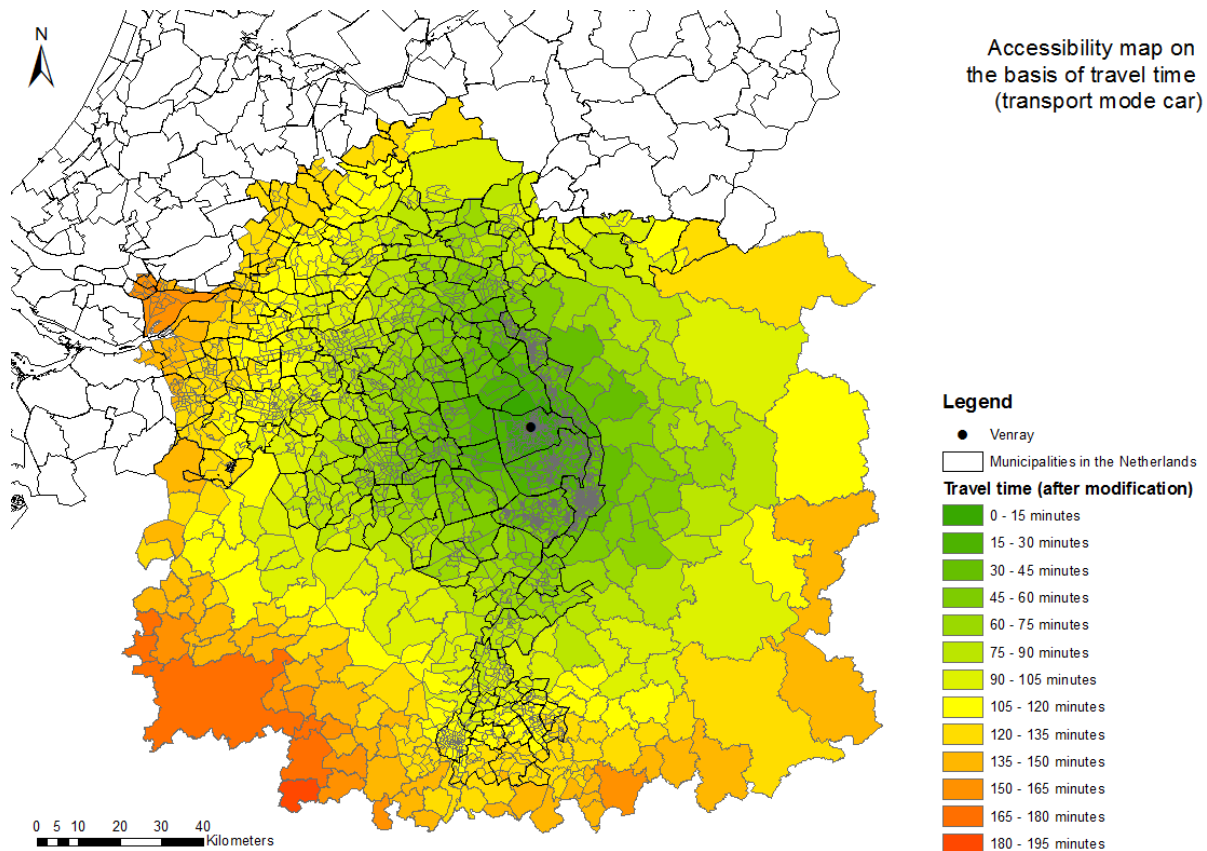 N
Accessibility map on
the basis of travel time
(transport mode car)
Legend
Venray
Municipalities in the Netherlands
Travel time (after modification)
0 - 15 minutes
15 - 30 minutes
30 - 45 minutes
45 - 60 minutes
60 - 75 minutes
75 - 90 minutes
90 - 105 minutes
105 - 120 minutes
120 - 135 minutes
135 - 150 minutes
150 - 165 minutes
165 - 180 minutes
180 - 195 minutes
0 5 10 20 30 40
Kilometers